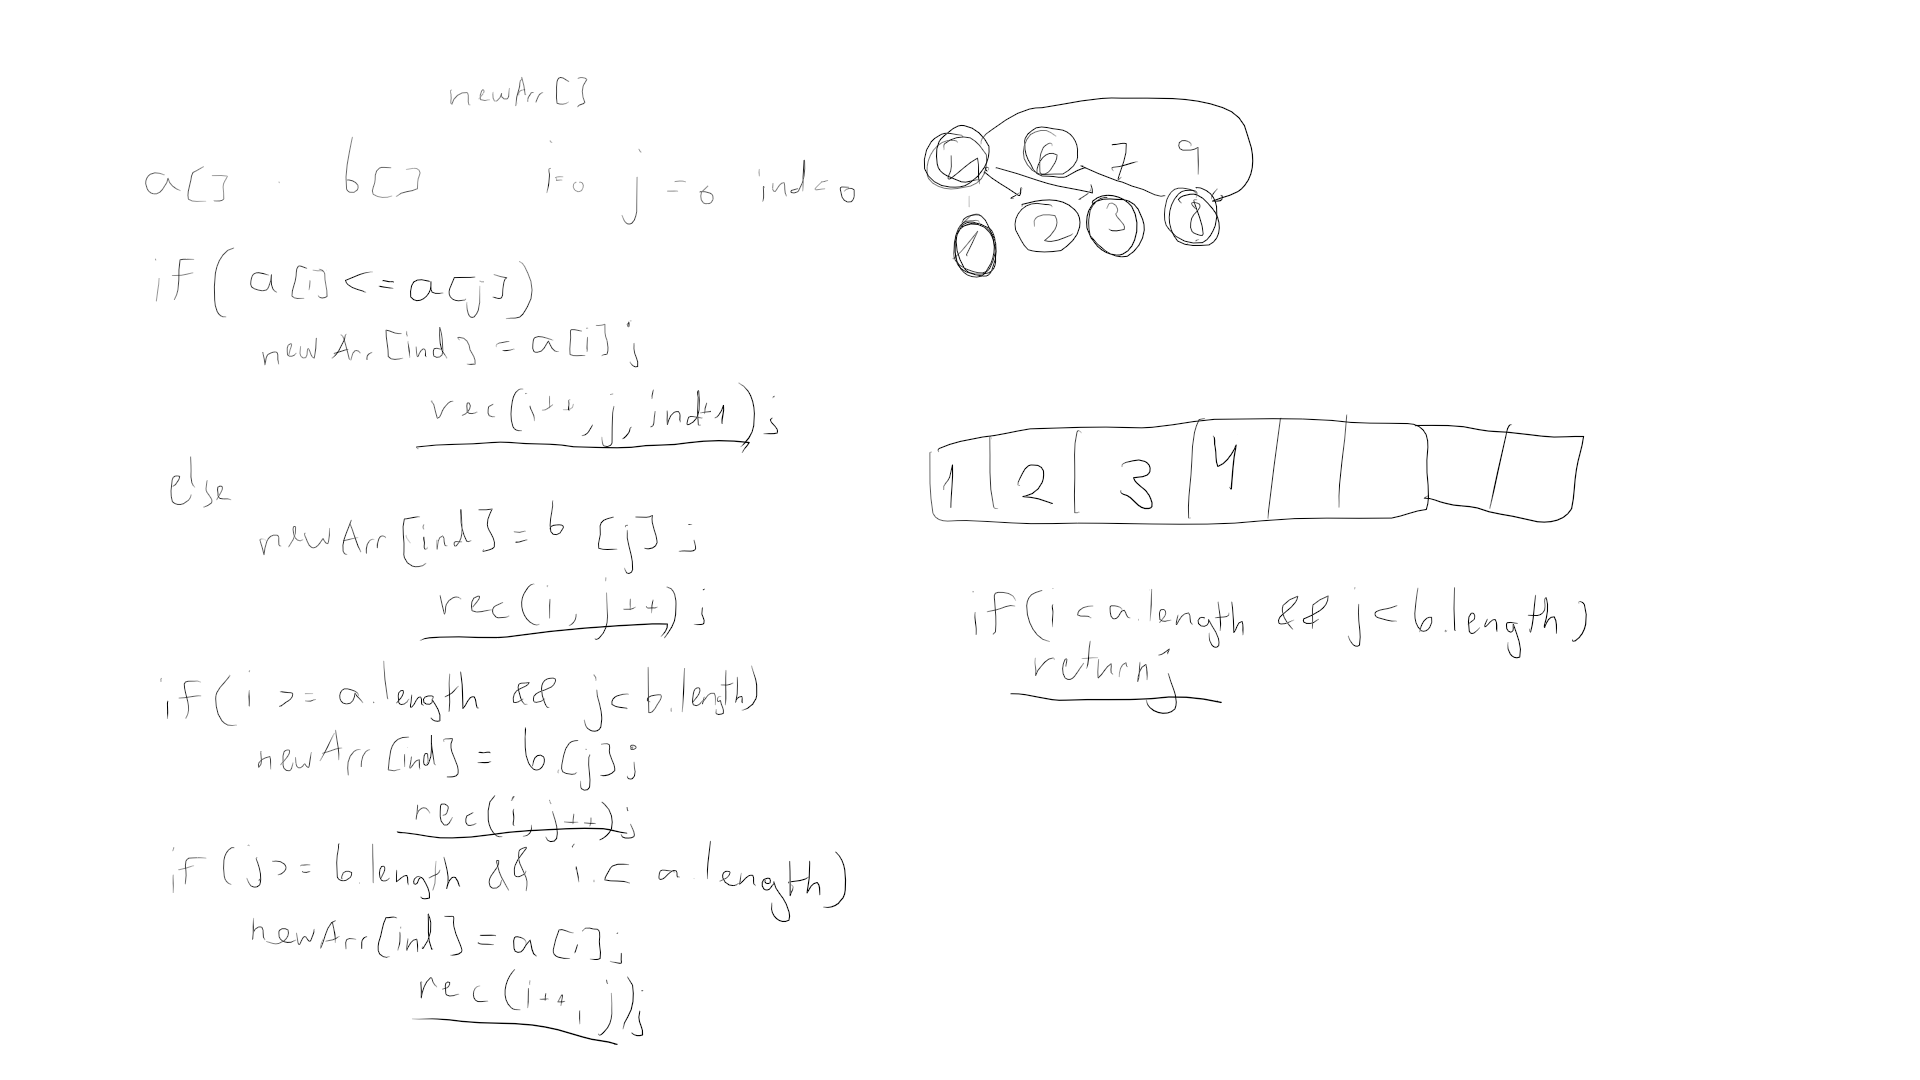 newArr[]
a[] b[] i=0 j=0 ind=0
if(a[i]<=a[j])
newArr[ind]=a[i];
rec(i++,j,ind+1);
else
newArr[ind]=b[j];
rec(i,j++);
if(i>=a.length && j<b.length)
newArr[ind]=b[j];
rec(i,j++);
if(j>=b.length && i<a.length)
newArr[ind]=a[i];
rec(i++,j);
6 7 9
1 2 3 8
1 2 3 4
if(i<a.length && j<b.length)
return;